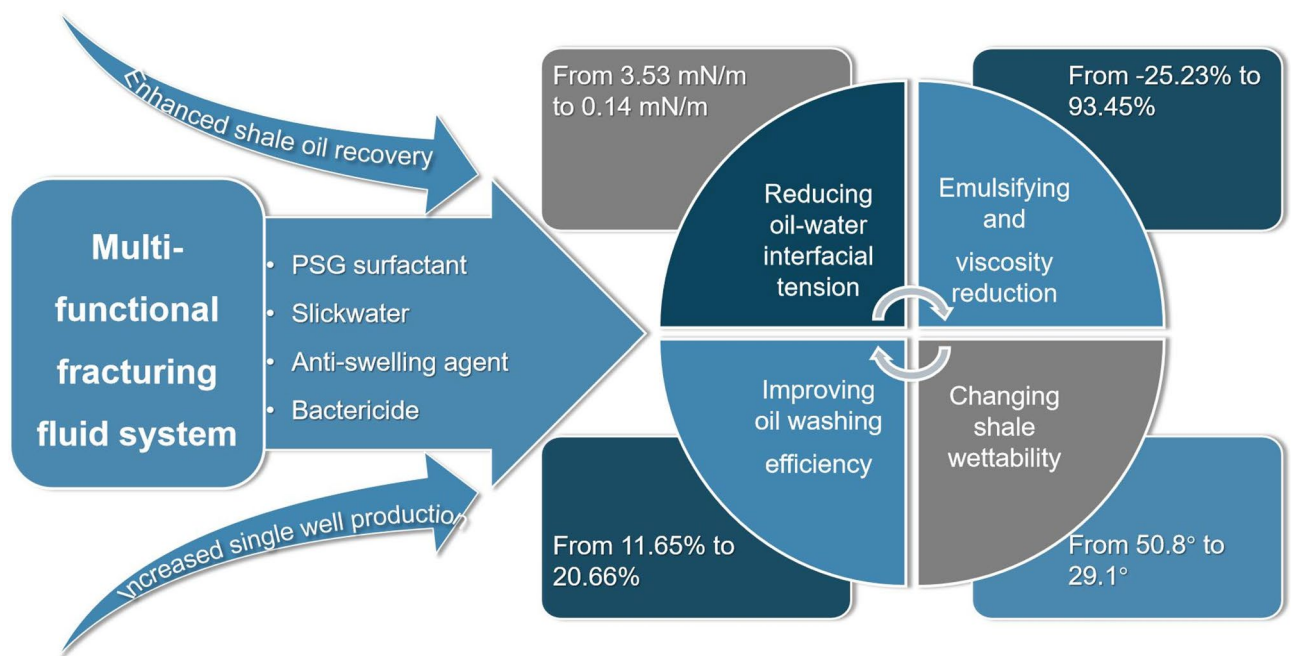 Enhanced shale oil recovery
Multi-
functional
fracturing
fluid system
• PSG surfactant
• Slickwater
• Anti-swelling agent
• Bactericide
Increased single well production
From 3.53 mN/m
to 0.14 mN/m
From -25.23% to
93.45%
Reducing
oil-water
interfacial
tension
Emulsifying
and
viscosity
reduction
Improving
oil washing
efficiency
Changing
shale
wettability
From 11.65% to
20.66%
From 50.8° to
29.1°